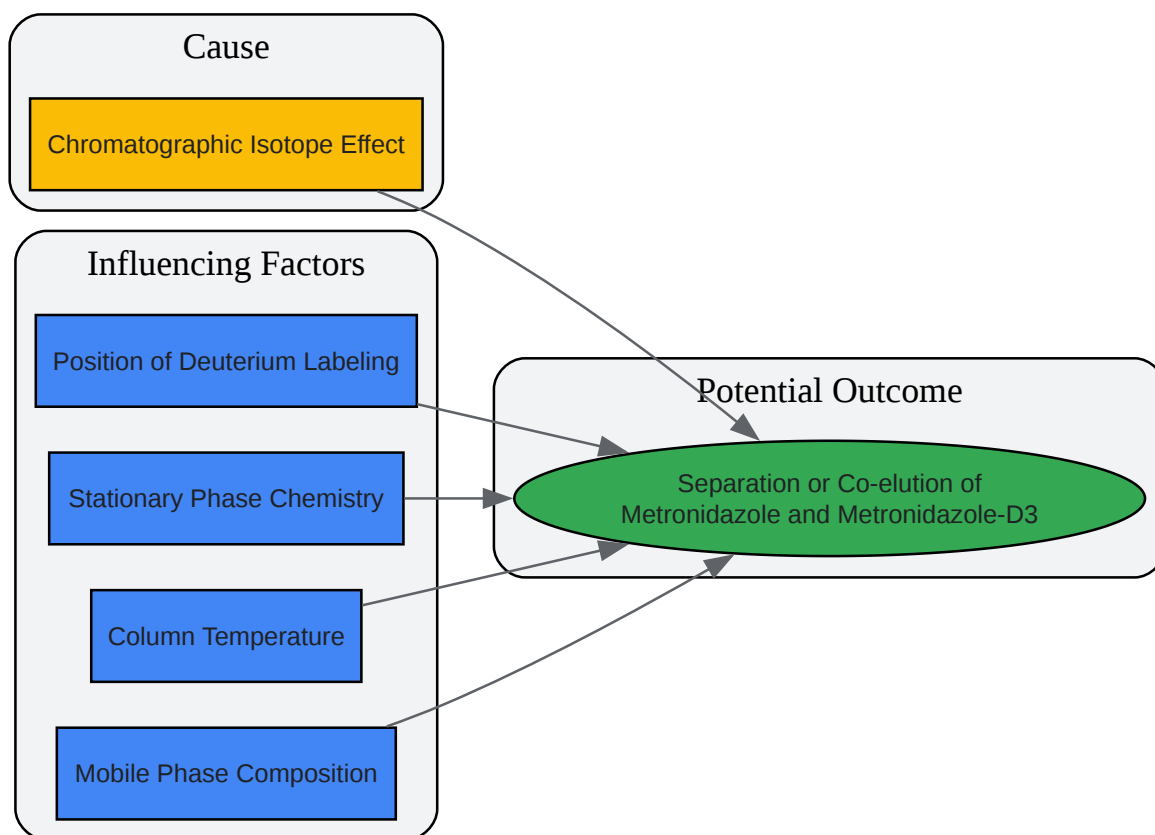 Cause
Chromatographic Isotope Effect
Influencing Factors
Position of Deuterium Labeling
Stationary Phase Chemistry
Column Temperature
Mobile Phase Composition
Potential Outcome
Separation or Co-elution of
Metronidazole and Metronidazole-D3